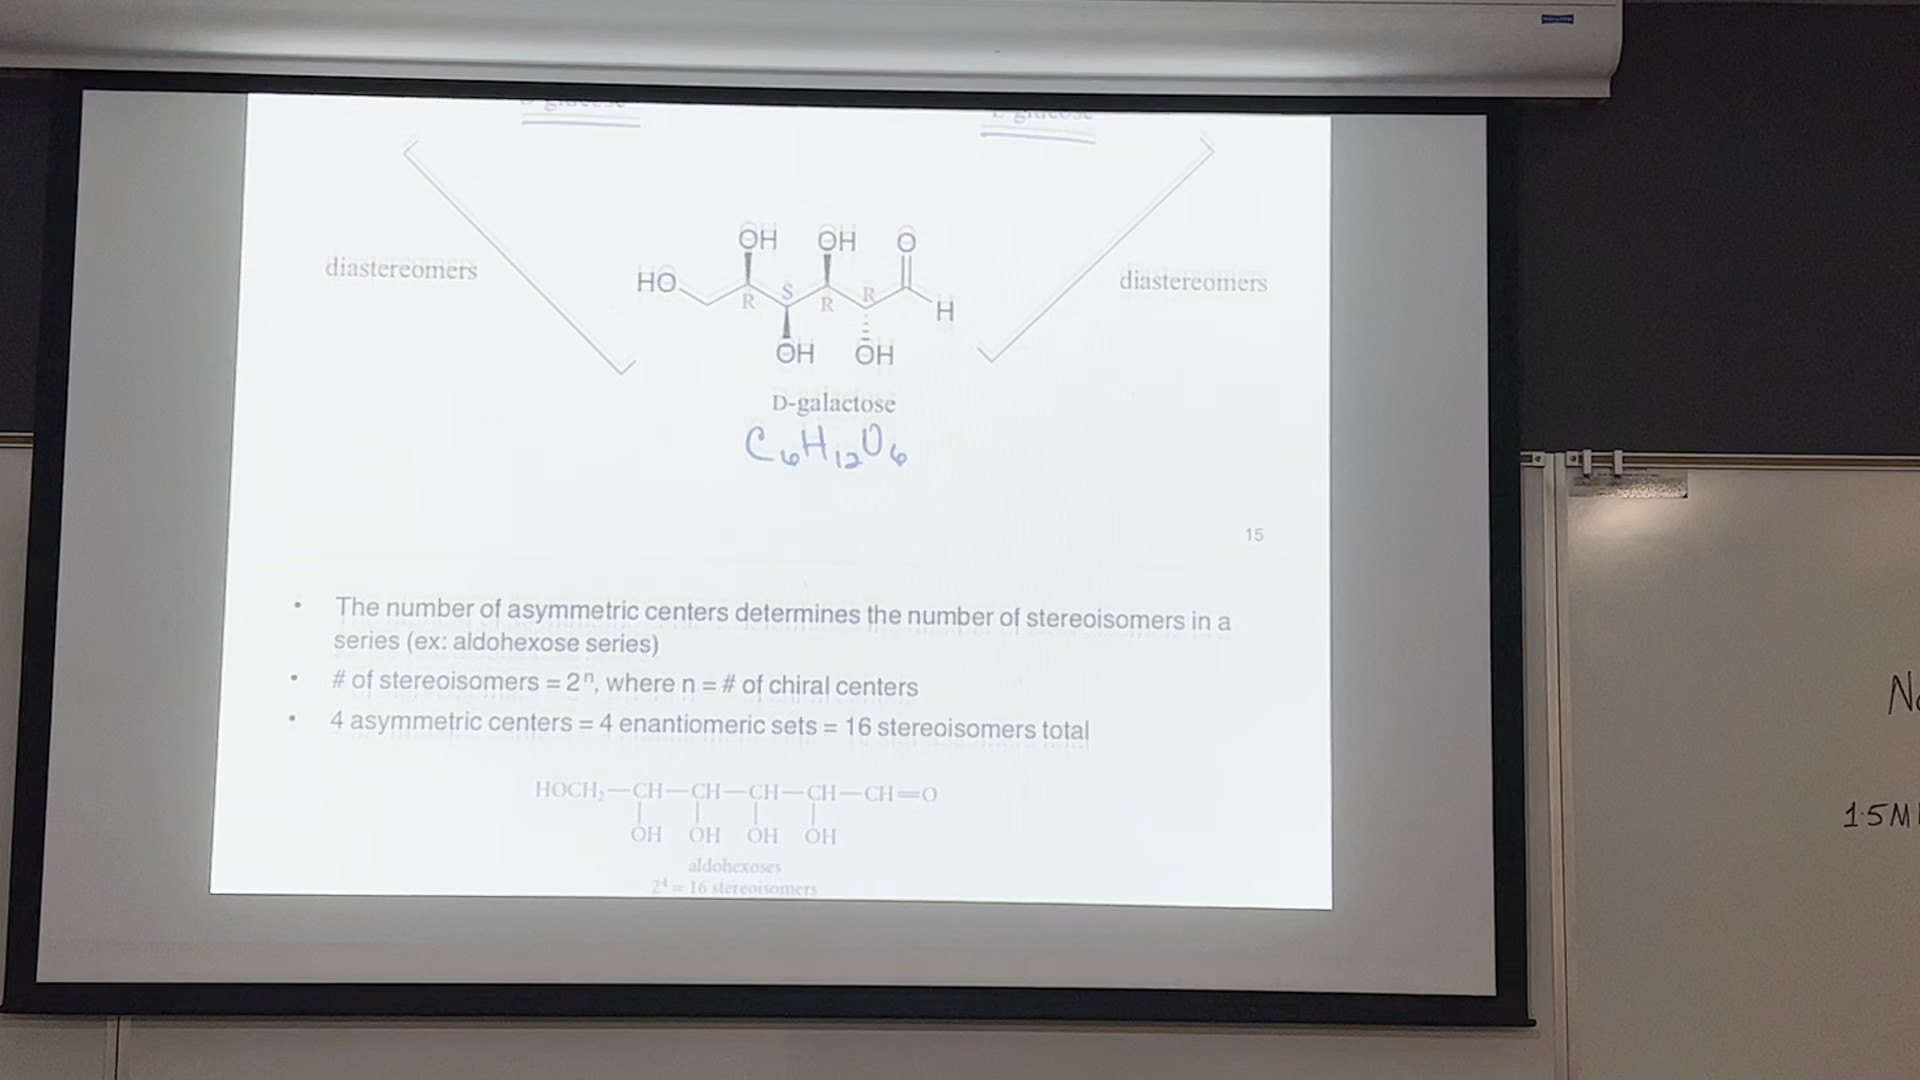 D-glucose L-glucose
OH OH O
diastereomers HO S R H diastereomers
R R
OH OH
D-galactose
C6H12O6
15
• The number of asymmetric centers determines the number of stereoisomers in a
series (ex: aldohexose series)
• # of stereoisomers = 2ⁿ, where n = # of chiral centers
• 4 asymmetric centers = 4 enantiomeric sets = 16 stereoisomers total
HOCH₂—CH—CH—CH—CH—CH=O
OH OH OH OH
aldohexoses
2⁴ = 16 stereoisomers
1.5M